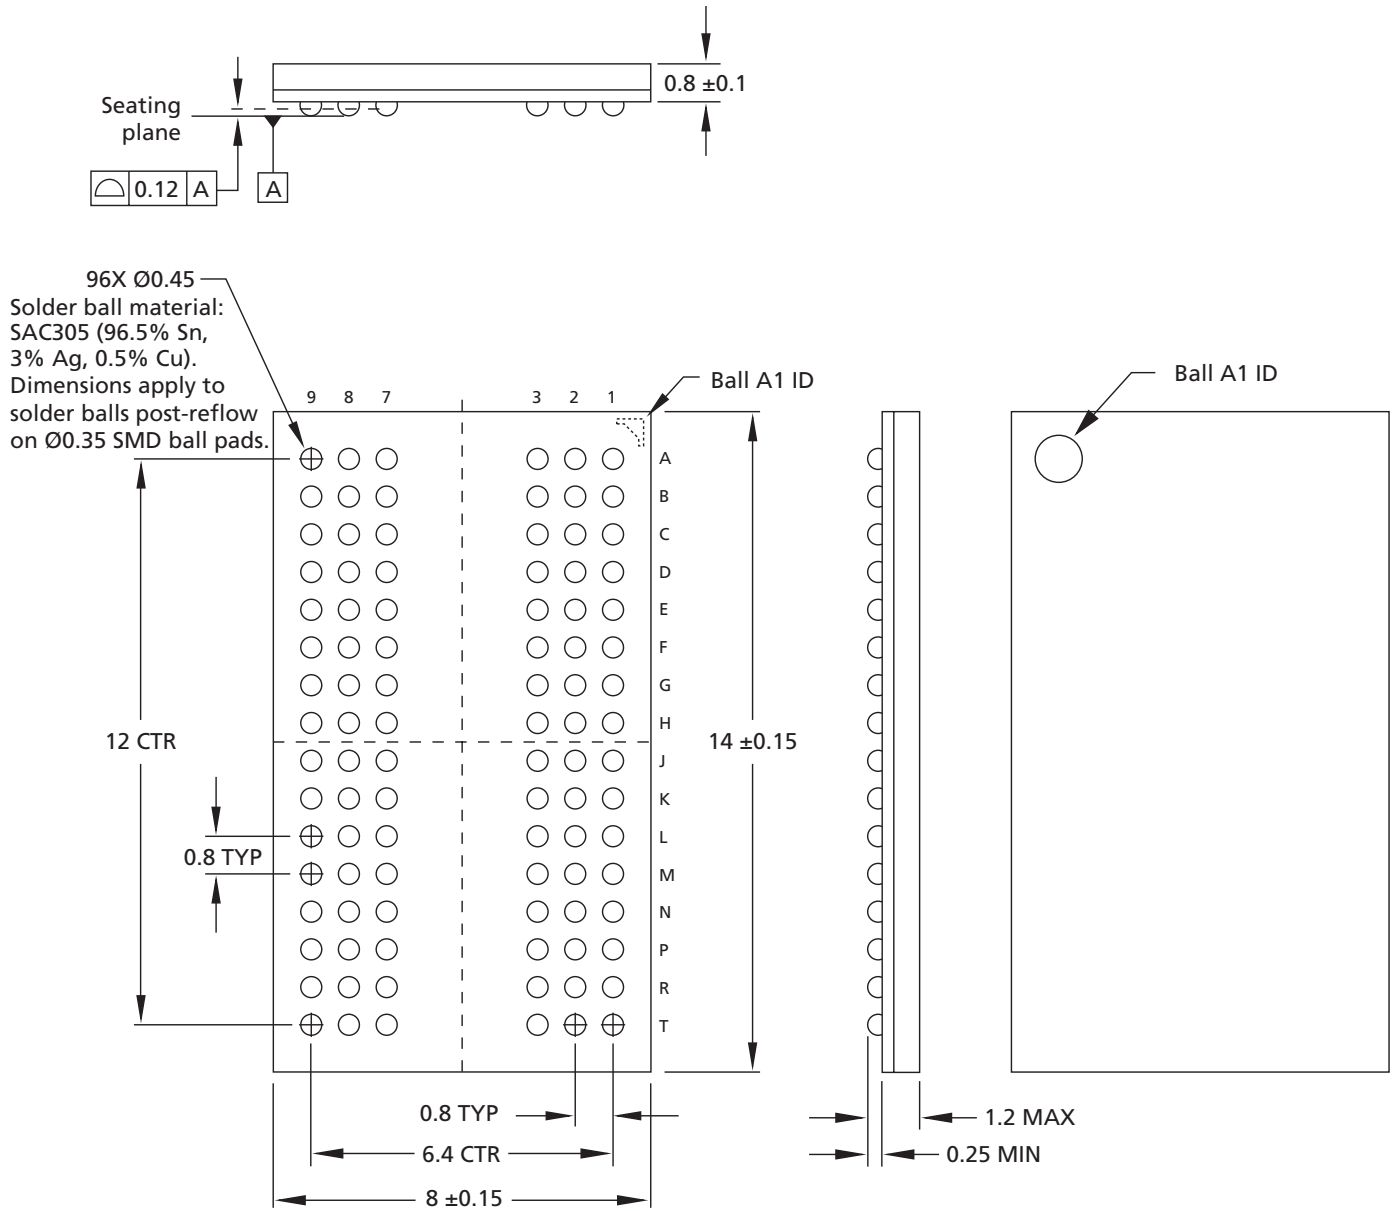 0.8 ±0.1
Seating
plane
0.12 A
A
96X Ø0.45
Solder ball material:
SAC305 (96.5% Sn,
3% Ag, 0.5% Cu).
Dimensions apply to
solder balls post-reflow
on Ø0.35 SMD ball pads.
9 8 7 3 2 1
Ball A1 ID
Ball A1 ID
A
B
C
D
E
F
G
H
J
K
L
M
N
P
R
T
12 CTR
14 ±0.15
0.8 TYP
0.8 TYP
6.4 CTR
8 ±0.15
1.2 MAX
0.25 MIN